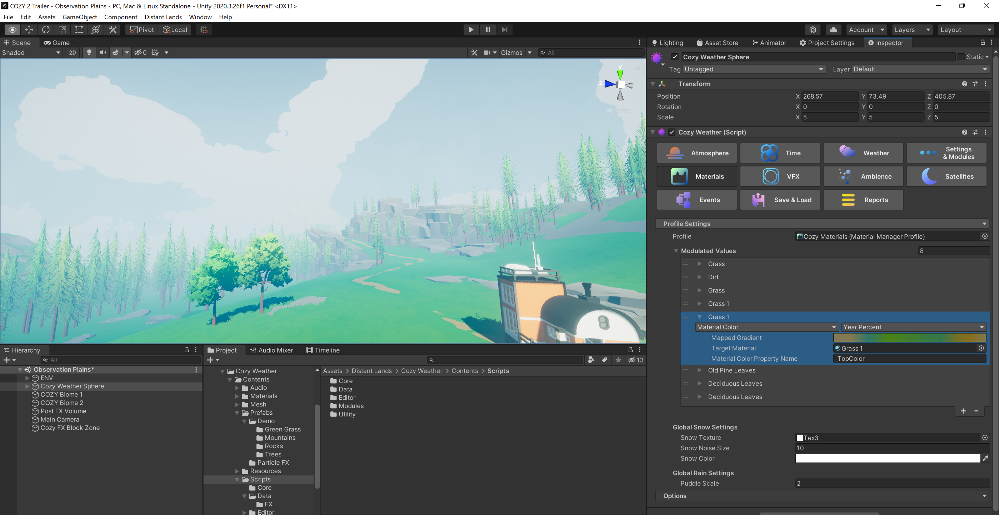 COZY 2 Trailer - Observation Plains - PC, Mac & Linux Standalone - Unity 2020.3.26f1 Personal* <DX11>
File Edit Assets GameObject Component Distant Lands Window Help
Pivot Local Account Layers Layout
Scene Game
Shaded 2D 0 Gizmos All
y
z
Persp
Lighting Asset Store Animator Project Settings Inspector
Cozy Weather Sphere Static
Tag Untagged Layer Default
Transform
Position X 268.57 Y 73.49 Z 405.87
Rotation X 0 Y 0 Z 0
Scale X 5 Y 5 Z 5
Cozy Weather (Script)
Atmosphere Time Weather Settings & Modules
Materials VFX Ambience Satellites
Events Save & Load Reports
Profile Settings
Profile Cozy Materials (Material Manager Profile)
Modulated Values 8
Grass
Dirt
Grass
Grass 1
Grass 1
Material Color Year Percent
Mapped Gradient
Target Material Grass 1
Material Color Property Name _TopColor
Old Pine Leaves
Deciduous Leaves
Deciduous Leaves
+ -
Global Snow Settings
Snow Texture Tex3
Snow Noise Size 10
Snow Color
Global Rain Settings
Puddle Scale 2
Options
Hierarchy
All
Observation Plains*
ENV
Cozy Weather Sphere
COZY Biome 1
COZY Biome 2
Post FX Volume
Main Camera
Cozy FX Block Zone
Project Audio Mixer Timeline
13
Cozy Weather
Contents
Audio
Materials
Mesh
Prefabs
Demo
Green Grass
Mountains
Rocks
Trees
Particle FX
Resources
Scripts
Core
Data
FX
Editor
Assets > Distant Lands > Cozy Weather > Contents > Scripts
Core
Data
Editor
Modules
Utility